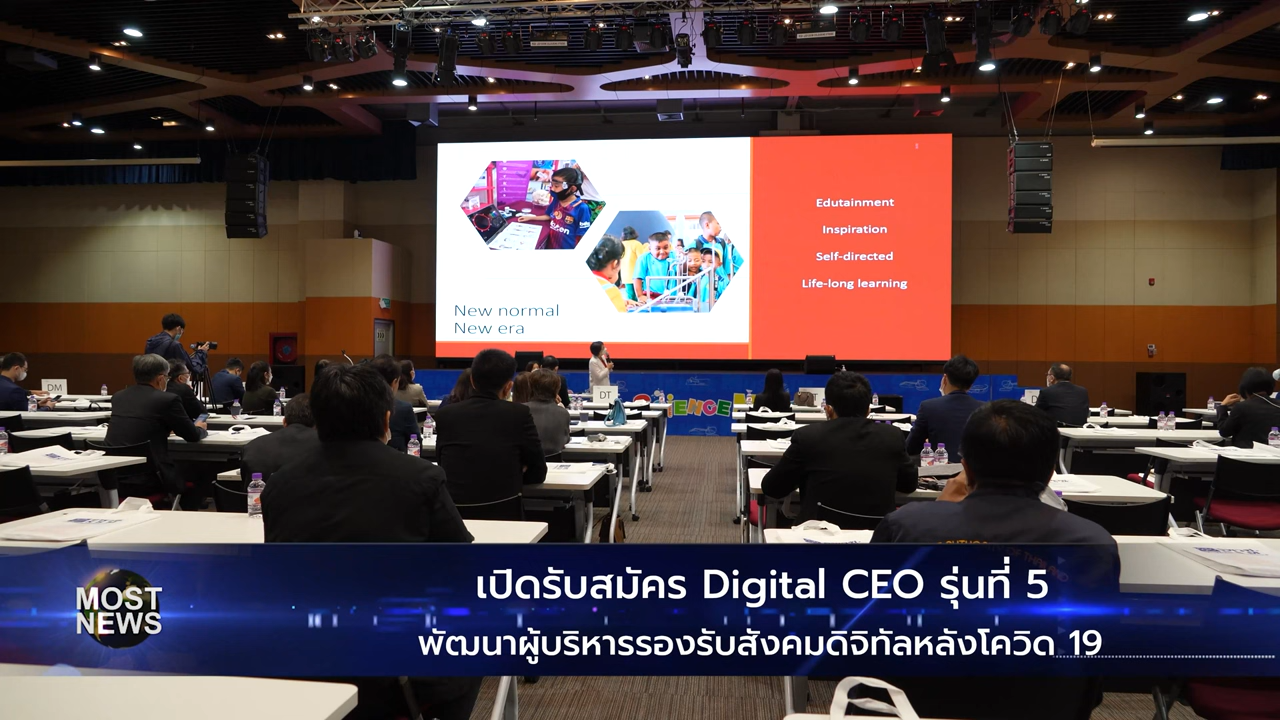 Edutainment
Inspiration
Self-directed
Life-long learning
New normal
New era
DM
DT
SCIENCE
MOST
NEWS
เปิดรับสมัคร Digital CEO รุ่นที่ 5
พัฒนาผู้บริหารรองรับสังคมดิจิทัลหลังโควิด 19